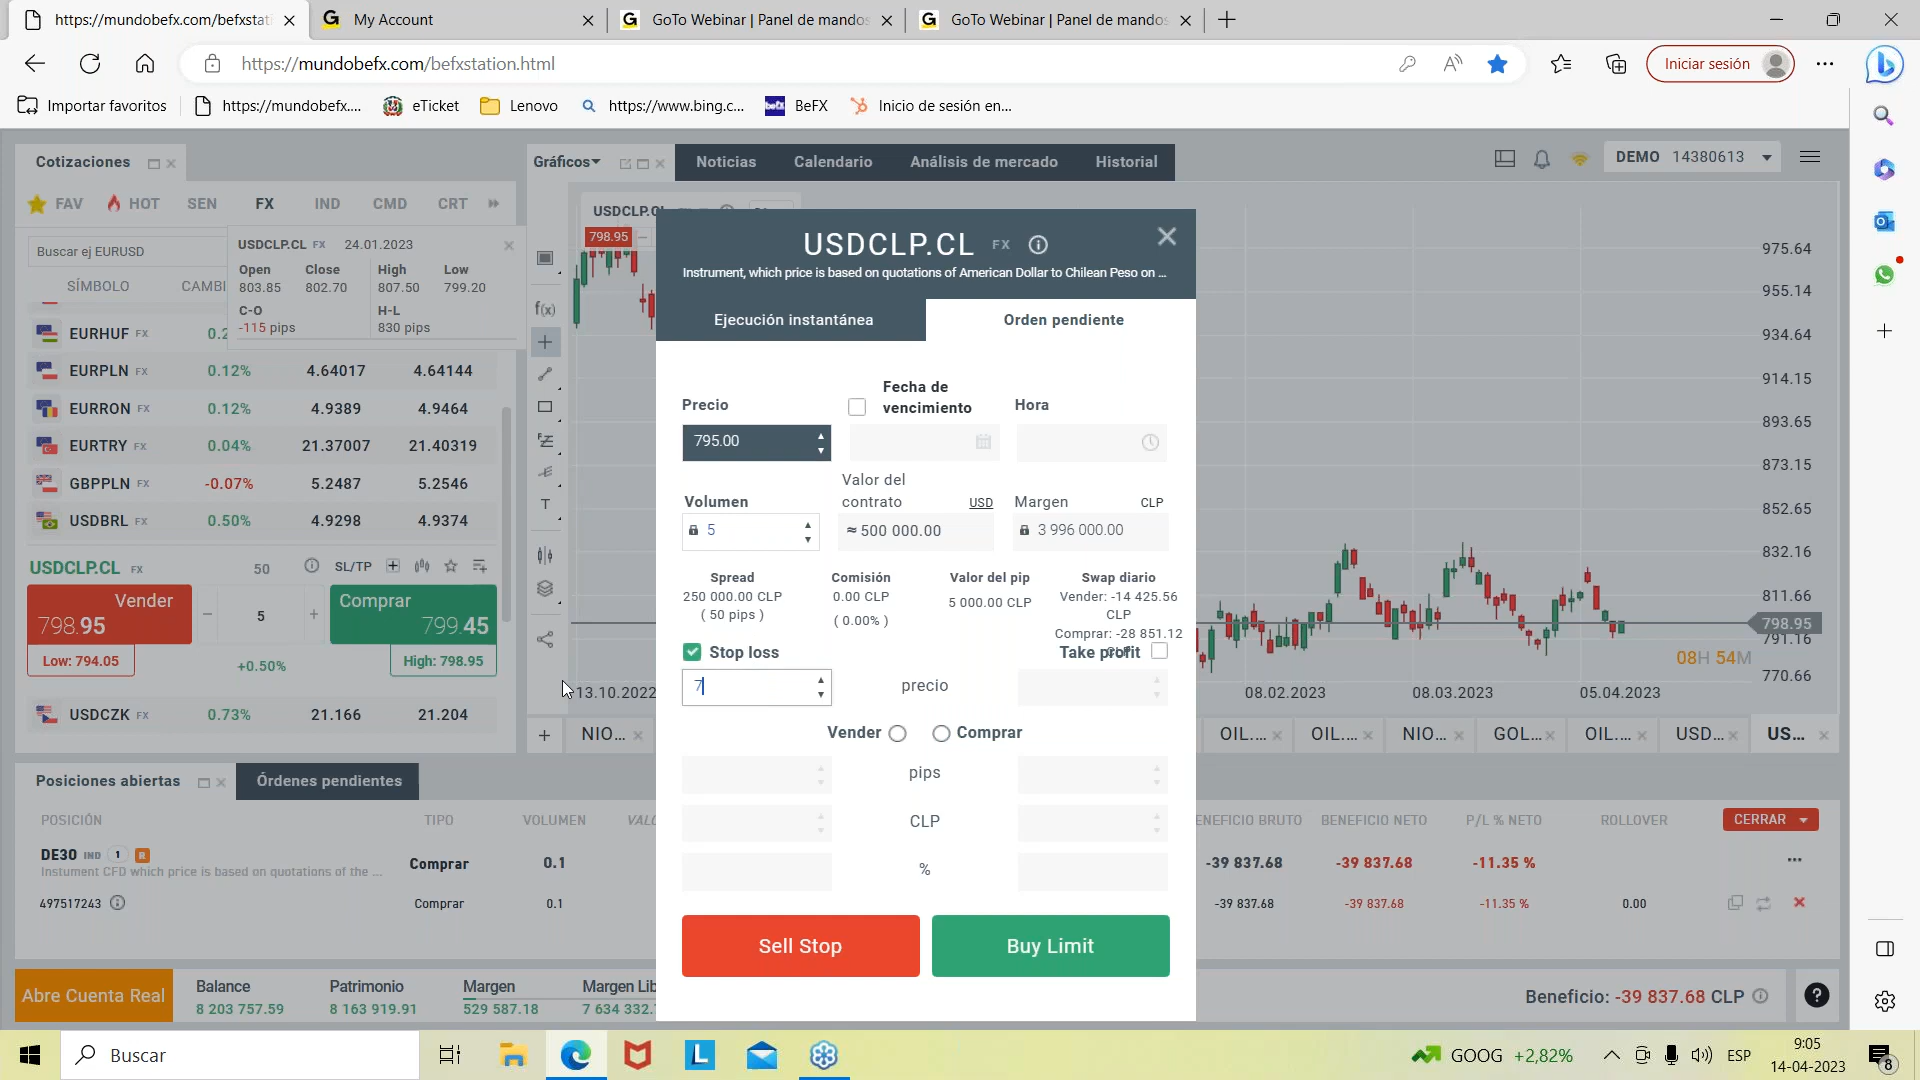 https://mundobefx.com/befxstati
My Account
GoTo Webinar | Panel de mandos
GoTo Webinar | Panel de mandos
https://mundobefx.com/befxstation.html
Iniciar sesión
Importar favoritos
https://mundobefx....
eTicket
Lenovo
https://www.bing.c...
BeFX
Inicio de sesión en...
Cotizaciones
Gráficos
Noticias
Calendario
Análisis de mercado
Historial
DEMO 14380613
FAV HOT SEN FX IND CMD CRT
Buscar ej EURUSD
SÍMBOLO CAMBI
USDCLP.CL FX 24.01.2023
Open Close High Low
803.85 802.70 807.50 799.20
C-O H-L
-115 pips 830 pips
EURHUF FX 0.2
EURPLN FX 0.12% 4.64017 4.64144
EURRON FX 0.12% 4.9389 4.9464
EURTRY FX 0.04% 21.37007 21.40319
GBPPLN FX -0.07% 5.2487 5.2546
USDBRL FX 0.50% 4.9298 4.9374
USDCLP.CL FX 50 SL/TP
Vender
798.95
5
Comprar
799.45
Low: 794.05
+0.50%
High: 798.95
USDCZK FX 0.73% 21.166 21.204
USDCLP.CL
798.95
f(x)
T
USDCLP.CL FX
Instrument, which price is based on quotations of American Dollar to Chilean Peso on ...
Ejecución instantánea
Orden pendiente
Precio
Fecha de vencimiento
Hora
795.00
Volumen
Valor del contrato USD
Margen CLP
5
≈ 500 000.00
3 996 000.00
Spread
250 000.00 CLP
( 50 pips )
Comisión
0.00 CLP
( 0.00% )
Valor del pip
5 000.00 CLP
Swap diario
Vender: -14 425.56
CLP
Comprar: -28 851.12
CLP
Stop loss
Take profit
7
precio
Vender
Comprar
pips
CLP
%
Sell Stop
Buy Limit
975.64
955.14
934.64
914.15
893.65
873.15
852.65
832.16
811.66
798.95
791.16
770.66
08H 54M
13.10.2022
08.02.2023
08.03.2023
05.04.2023
NIO...
OIL....
OIL....
NIO...
GOL...
OIL....
USD...
US...
Posiciones abiertas
Órdenes pendientes
POSICIÓN TIPO VOLUMEN BENEFICIO NETO P/L % NETO ROLLOVER CERRAR
DE30 IND 1 R Comprar 0.1 -39 837.68 -39 837.68 -11.35 %
Instument CFD which price is based on quotations of the ...
497517243 Comprar 0.1 -39 837.68 -39 837.68 -11.35 % 0.00
Abre Cuenta Real
Balance
8 203 757.59
Patrimonio
8 163 919.91
Margen
529 587.18
Margen Lib
7 634 332.
Beneficio: -39 837.68 CLP
Buscar
GOOG +2,82%
ESP
9:05
14-04-2023
8